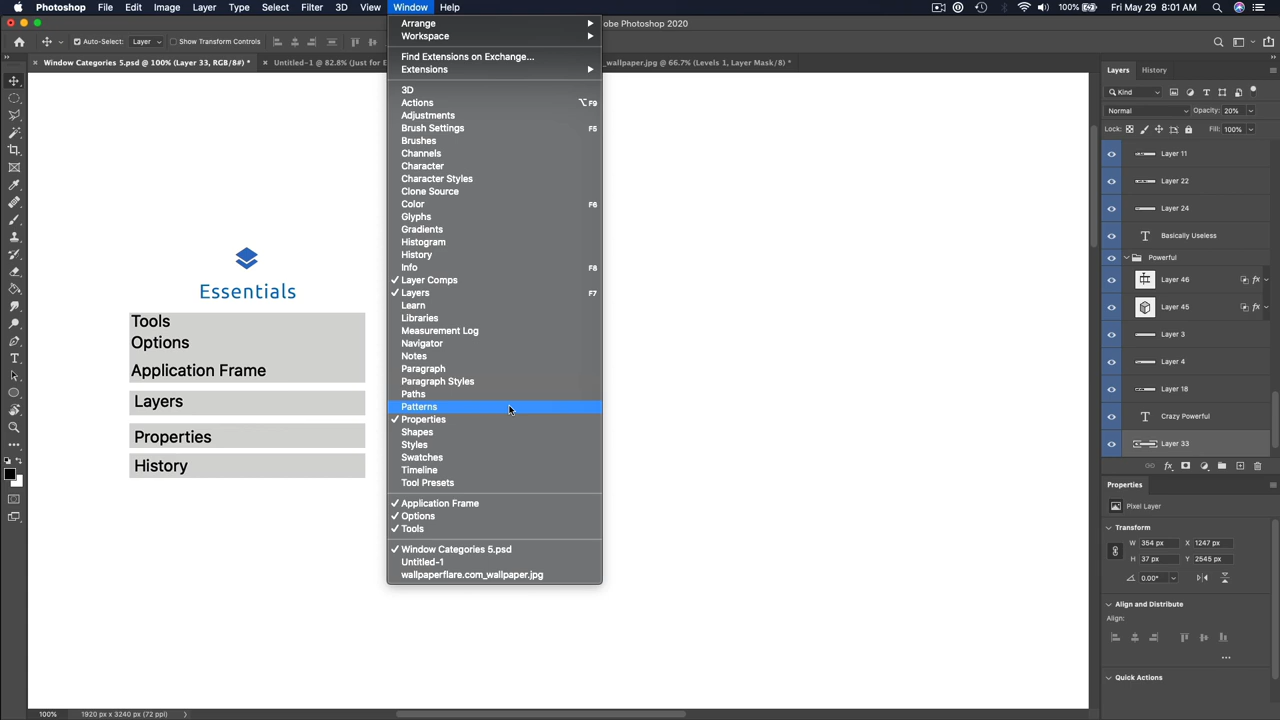 Photoshop File Edit Image Layer Type Select Filter 3D View Window Help 100% Fri May 29 8:01 AM
Adobe Photoshop 2020
Auto-Select: Layer Show Transform Controls
Window Categories 5.psd @ 100% (Layer 33, RGB/8#) *
Untitled-1 @ 82.8% (Just for E
_wallpaper.jpg @ 66.7% (Levels 1, Layer Mask/8) *
Arrange
Workspace
Find Extensions on Exchange...
Extensions
3D
Actions ⌥F9
Adjustments
Brush Settings F5
Brushes
Channels
Character
Character Styles
Clone Source
Color F6
Glyphs
Gradients
Histogram
History
Info F8
Layer Comps
Layers F7
Learn
Libraries
Measurement Log
Navigator
Notes
Paragraph
Paragraph Styles
Paths
Patterns
Properties
Shapes
Styles
Swatches
Timeline
Tool Presets
Application Frame
Options
Tools
Window Categories 5.psd
Untitled-1
wallpaperflare.com_wallpaper.jpg
Essentials
Tools
Options
Application Frame
Layers
Properties
History
Layers History
Kind
Normal Opacity: 20%
Lock: Fill: 100%
Layer 11
Layer 22
Layer 24
Basically Useless
Powerful
Layer 46
Layer 45
Layer 3
Layer 4
Layer 18
Crazy Powerful
Layer 33
Properties
Pixel Layer
Transform
W 354 px X 1247 px
H 37 px Y 2545 px
0.00°
Align and Distribute
Align:
Quick Actions
100% 1920 px x 3240 px (72 ppi)